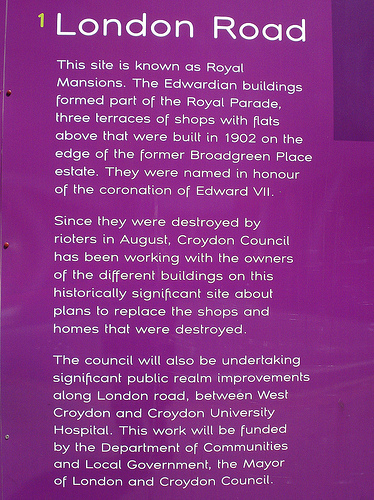 1 London Road
This site is known as Royal
Mansions. The Edwardian buildings
formed part of the Royal Parade,
three terraces of shops with flats
above that were built in 1902 on the
edge of the former Broadgreen Place
estate. They were named in honour
of the coronation of Edward VII.
Since they were destroyed by
rioters in August, Croydon Council
has been working with the owners
of the different buildings on this
historically significant site about
plans to replace the shops and
homes that were destroyed.
The council will also be undertaking
significant public realm improvements
along London road, between West
Croydon and Croydon University
Hospital. This work will be funded
by the Department of Communities
and Local Government, the Mayor
of London and Croydon Council.